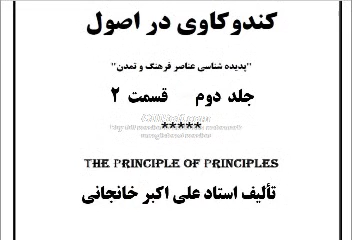 کندوکاوی در اصول
"پدیده شناسی عناصر فرهنگ و تمدن"
جلد دوم قسمت ۲
*****
THE PRINCIPLE OF PRINCIPLES
تألیف استاد علی اکبر خانجانی